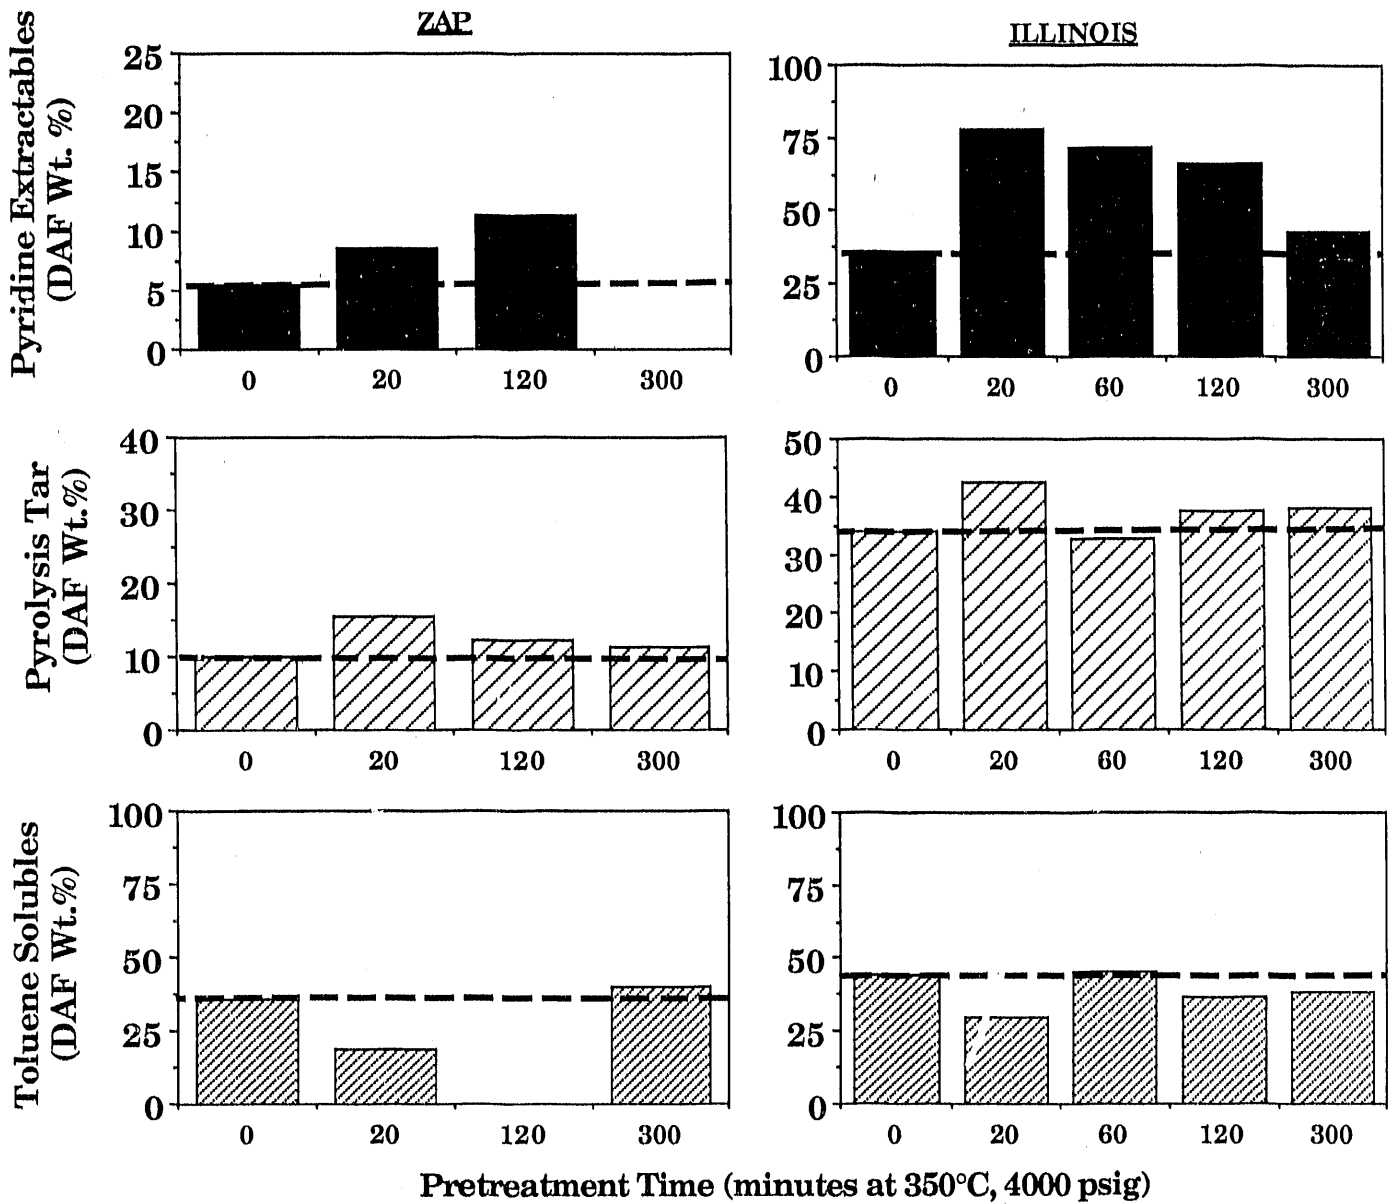 ZAP
ILLINOIS
Pyridine Extractables
(DAF Wt. %)
25
20
15
10
5
0
0 20 120 300
100
75
50
25
0
0 20 60 120 300
Pyrolysis Tar
(DAF Wt.%)
40
30
20
10
0
0 20 120 300
50
40
30
20
10
0
0 20 60 120 300
Toluene Solubles
(DAF Wt.%)
100
75
50
25
0
0 20 120 300
100
75
50
25
0
0 20 60 120 300
Pretreatment Time (minutes at 350°C, 4000 psig)